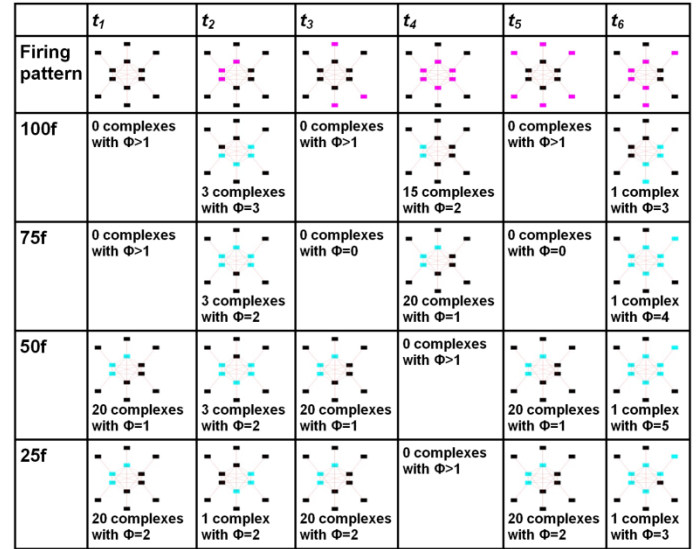 t1 t2 t3 t4 t5 t6
Firing
pattern
100f
0 complexes
with Φ>1
3 complexes
with Φ=3
0 complexes
with Φ>1
15 complexes
with Φ=2
0 complexes
with Φ>1
1 complex
with Φ=3
75f
0 complexes
with Φ>1
3 complexes
with Φ=2
0 complexes
with Φ=0
20 complexes
with Φ=1
0 complexes
with Φ=0
1 complex
with Φ=4
50f
20 complexes
with Φ=1
3 complexes
with Φ=2
20 complexes
with Φ=1
0 complexes
with Φ>1
20 complexes
with Φ=1
1 complex
with Φ=5
25f
20 complexes
with Φ=2
1 complex
with Φ=2
20 complexes
with Φ=2
0 complexes
with Φ>1
20 complexes
with Φ=2
1 complex
with Φ=3